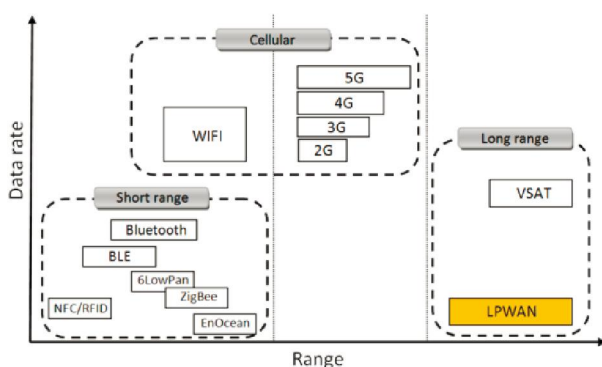 Cellular
5G
4G
WIFI
3G
2G
Long range
VSAT
Data rate
Short range
Bluetooth
BLE
6LowPan
ZigBee
NFC/RFID
EnOcean
LPWAN
Range